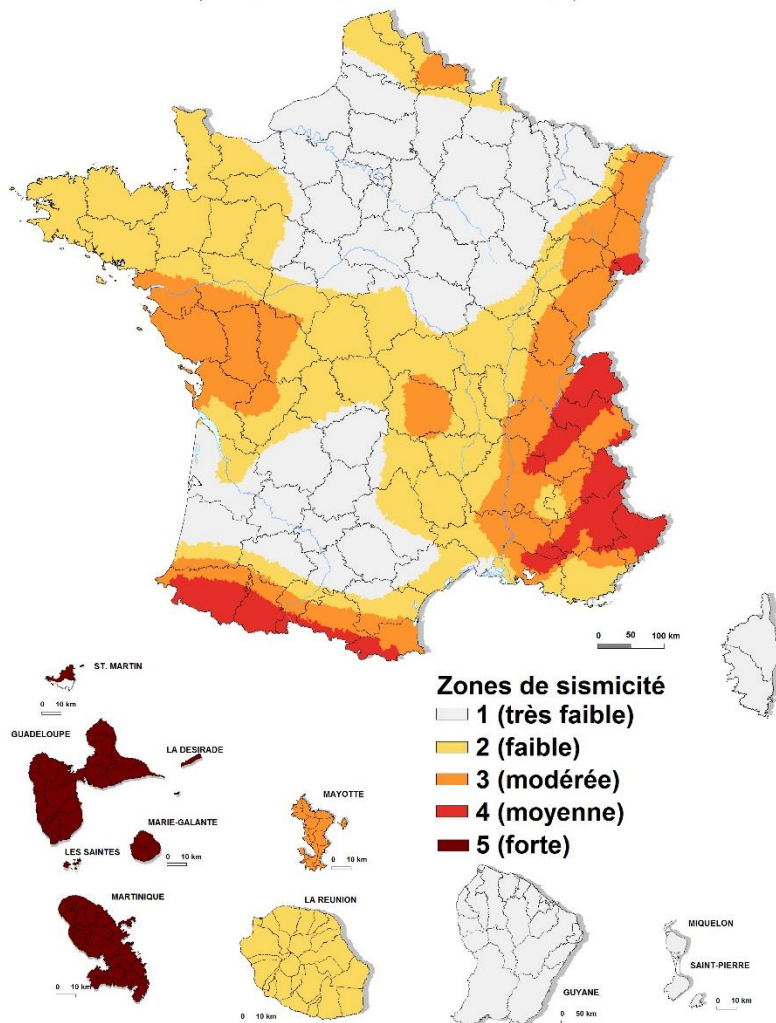 0 50 100 km
ST. MARTIN
0 10 km
GUADELOUPE
LA DESIRADE
MARIE-GALANTE
LES SAINTES
0 10 km
MARTINIQUE
0 10 km
MAYOTTE
0 10 km
LA REUNION
0 10 km
Zones de sismicité
1 (très faible)
2 (faible)
3 (modérée)
4 (moyenne)
5 (forte)
GUYANE
0 50 km
MIQUELON
SAINT-PIERRE
0 10 km